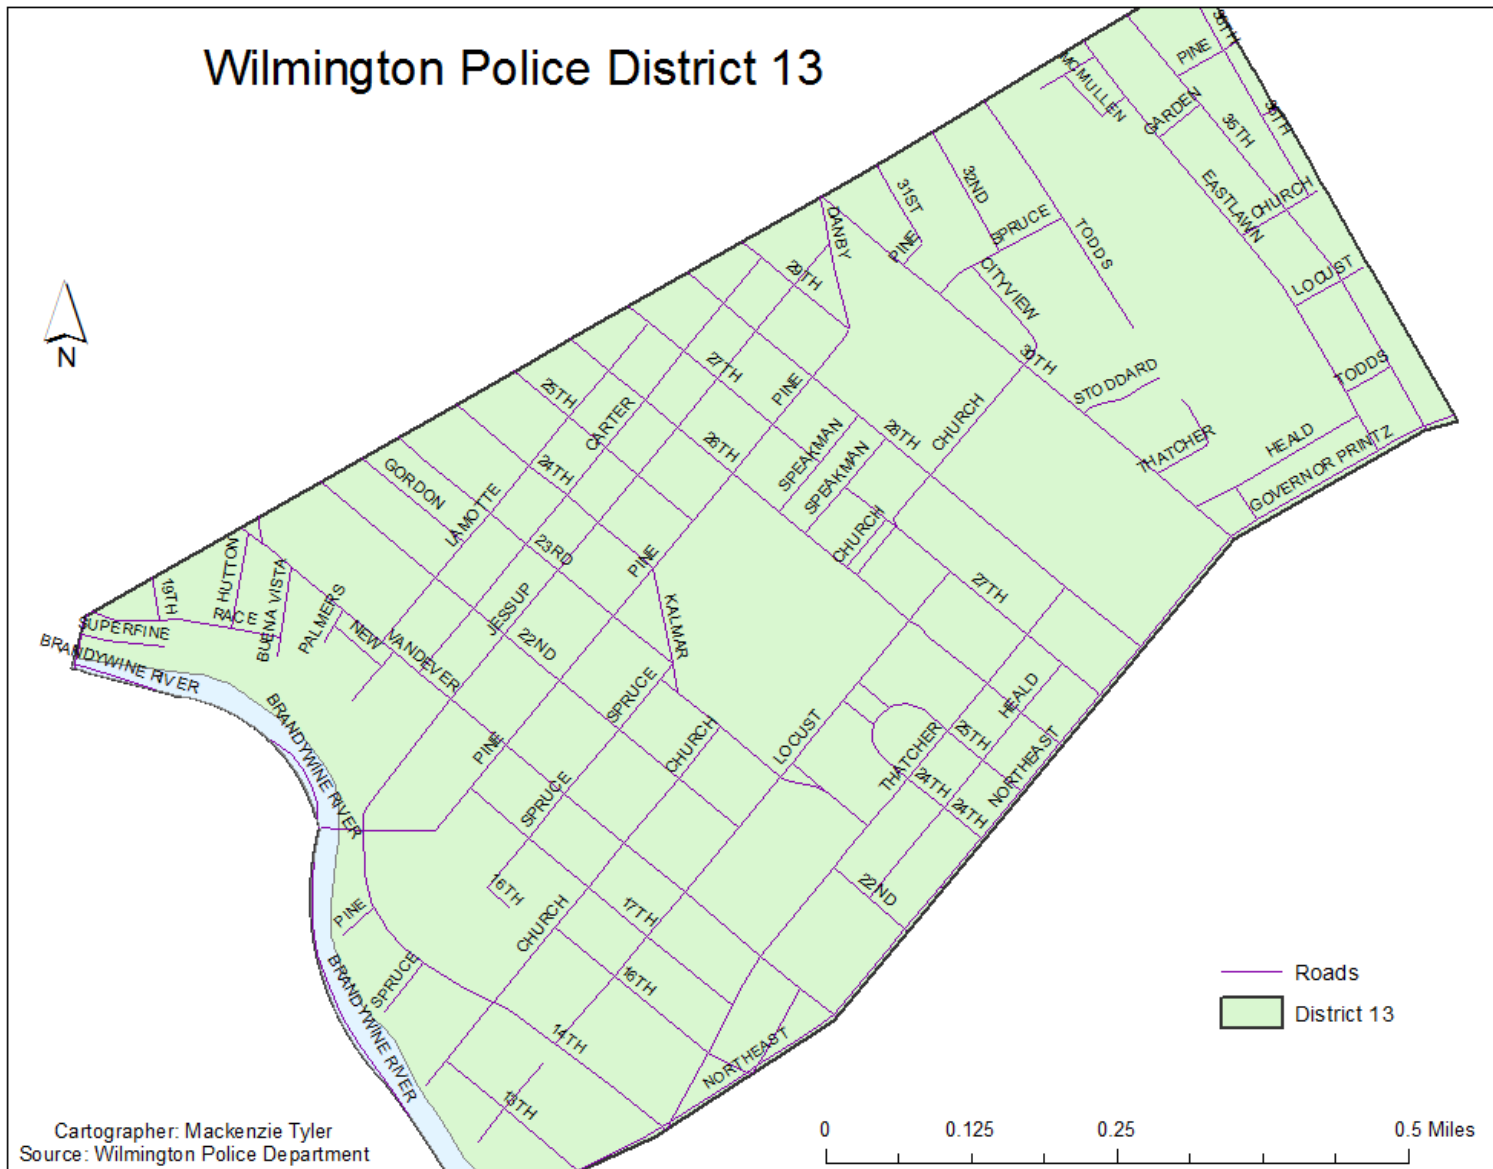 Wilmington Police District 13
36TH
PINE
MCMULLEN
GARDEN
36TH
35TH
31ST
32ND
EASTLAWN
CHURCH
DANBY
PINE
SPRUCE
TODDS
CITYVIEW
LOCUST
29TH
30TH
27TH
PINE
STODDARD
TODDS
25TH
CARTER
CHURCH
28TH
26TH
SPEAKMAN
SPEAKMAN
THATCHER
HEALD
GOVERNOR PRINTZ
GORDON
24TH
LAMOTTE
CHURCH
N
23RD
PINE
27TH
19TH
HUTTON
RACE
BUENA VISTA
PALMERS
JESSUP
KALMAR
SUPERFINE
NEW
VANDEVER
22ND
BRANDYWINE RIVER
SPRUCE
HEALD
BRANDYWINE RIVER
PINE
CHURCH
LOCUST
THATCHER
25TH
NORTHEAST
SPRUCE
24TH
24TH
16TH
22ND
PINE
CHURCH
17TH
SPRUCE
16TH
BRANDYWINE RIVER
14TH
NORTHEAST
13TH
Roads
District 13
Cartographer: Mackenzie Tyler
Source: Wilmington Police Department
0 0.125 0.25 0.5 Miles